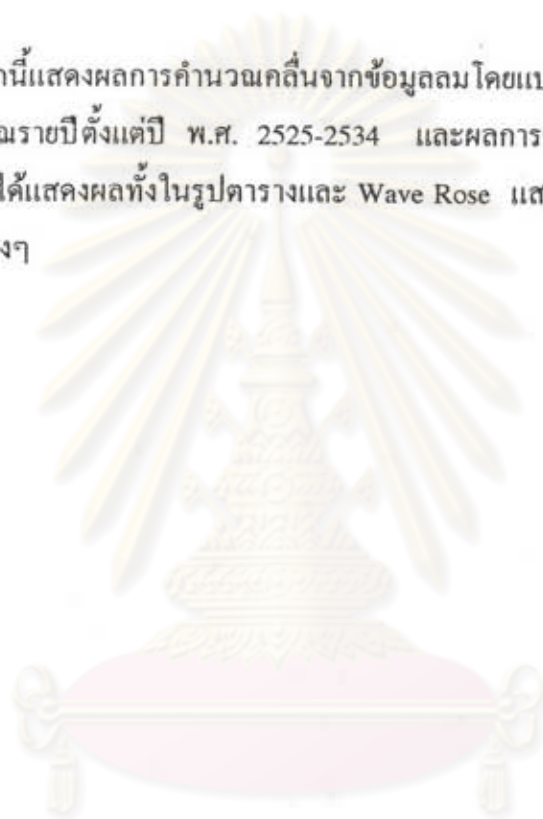 นี้แสดงผลการคำนวณคลื่นจากข้อมูลลมโดยแบ
รายปีตั้งแต่ปี พ.ศ. 2525-2534 และผลการ
ได้แสดงผลทั้งในรูปตารางและ Wave Rose แส
งๆ